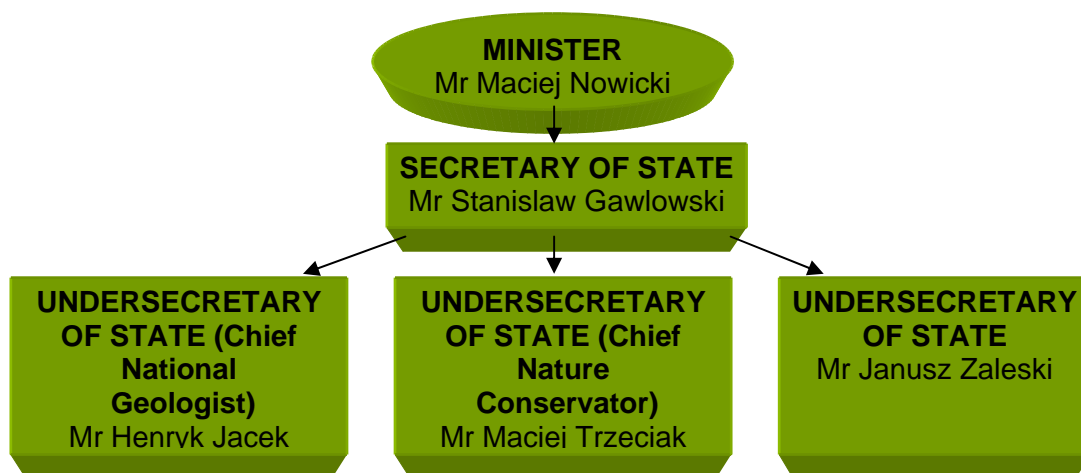 MINISTER
Mr Maciej Nowicki
SECRETARY OF STATE
Mr Stanislaw Gawlowski
UNDERSECRETARY
OF STATE (Chief
National
Geologist)
Mr Henryk Jacek
UNDERSECRETARY
OF STATE (Chief
Nature
Conservator)
Mr Maciej Trzeciak
UNDERSECRETARY
OF STATE
Mr Janusz Zaleski